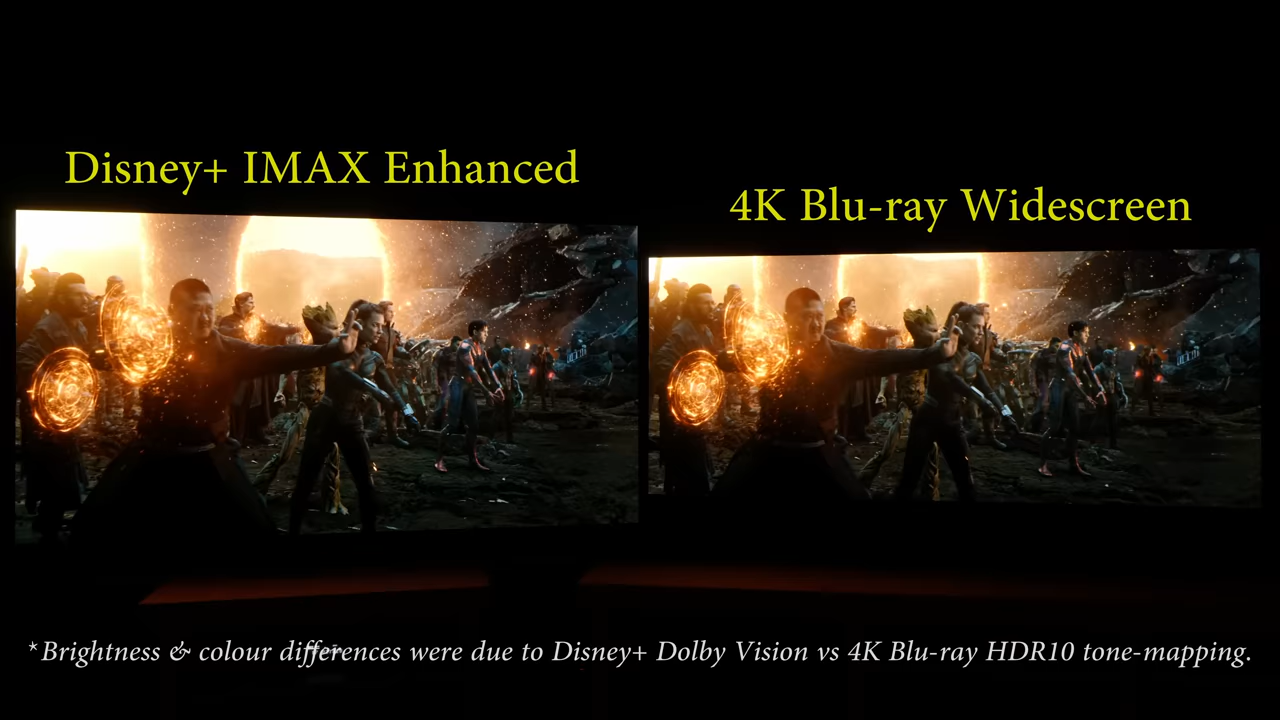 Disney+ IMAX Enhanced
4K Blu-ray Widescreen
*Brightness & colour differences were due to Disney+ Dolby Vision vs 4K Blu-ray HDR10 tone-mapping.